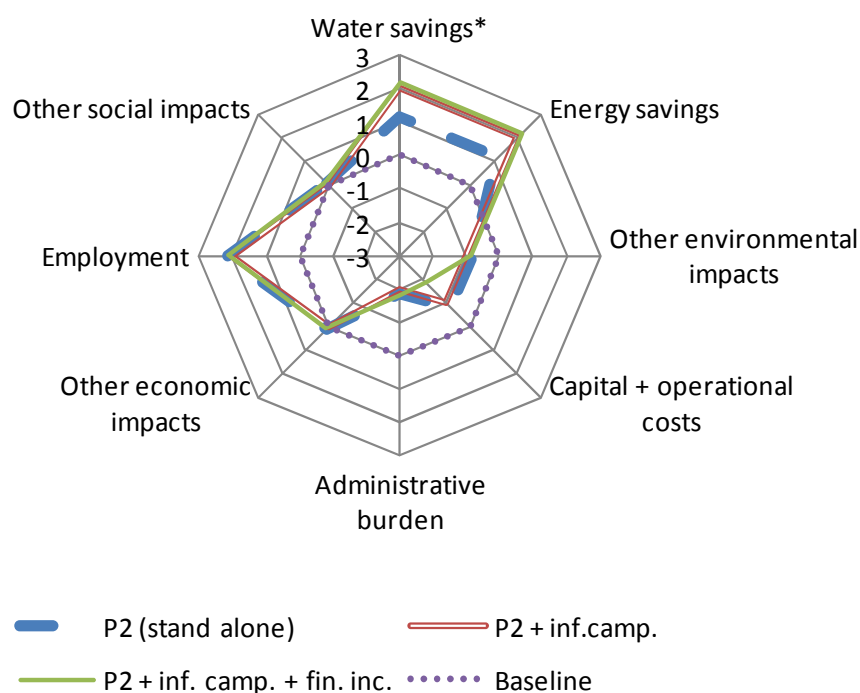 Water savings*
3
2
1
0
-1
-2
-3
Other social impacts
Energy savings
Employment
Other environmental
impacts
Other economic
impacts
Capital + operational
costs
Administrative
burden
P2 (stand alone)
P2 + inf.camp.
P2 + inf. camp. + fin. inc.
Baseline